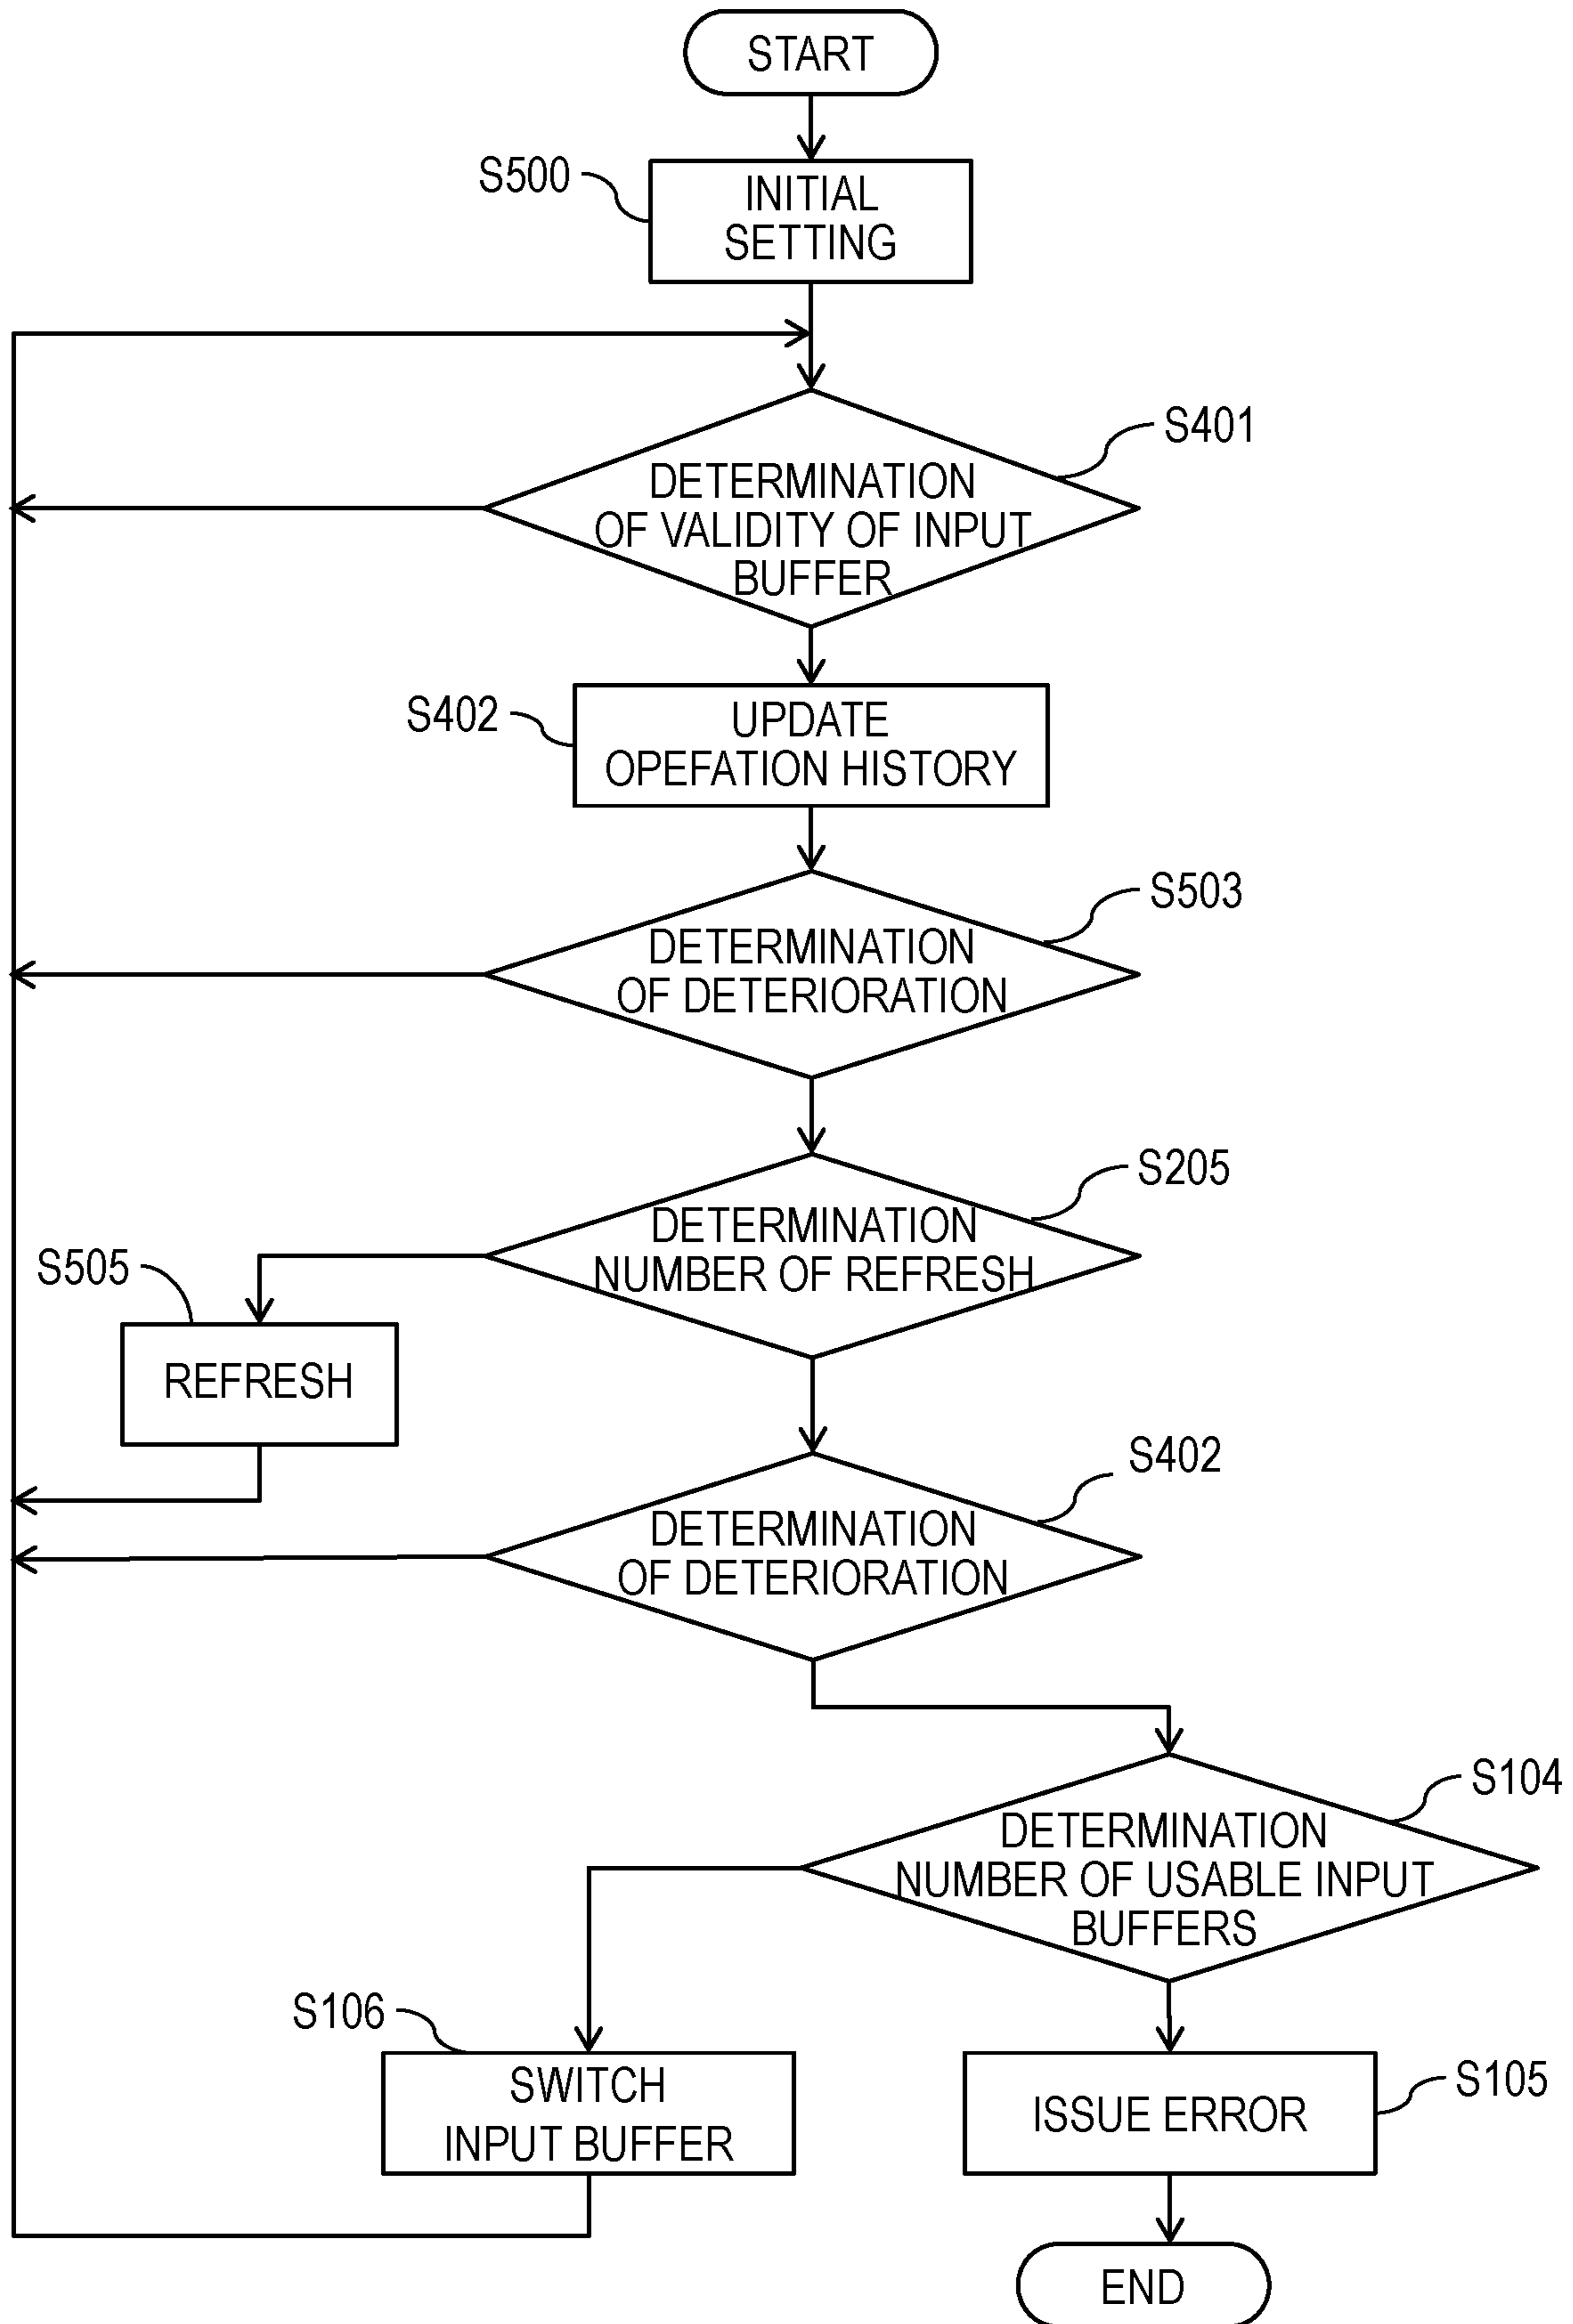 START
S500
INITIAL
SETTING
S401
DETERMINATION
OF VALIDITY OF INPUT
BUFFER
S402
UPDATE
OPEFATION HISTORY
S503
DETERMINATION
OF DETERIORATION
S205
DETERMINATION
NUMBER OF REFRESH
S505
REFRESH
S402
DETERMINATION
OF DETERIORATION
S104
DETERMINATION
NUMBER OF USABLE INPUT
BUFFERS
S106
SWITCH
INPUT BUFFER
S105
ISSUE ERROR
END